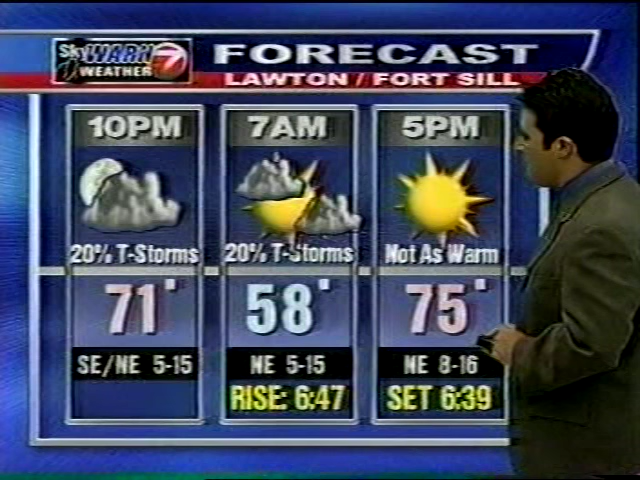 SkyWARN 7
WEATHER
FORECAST
LAWTON / FORT SILL
10PM
7AM
5PM
20% T-Storms
20% T-Storms
Not As Warm
71°
58°
75°
SE/NE 5-15
NE 5-15
NE 8-16
RISE: 6:47
SET 6:39